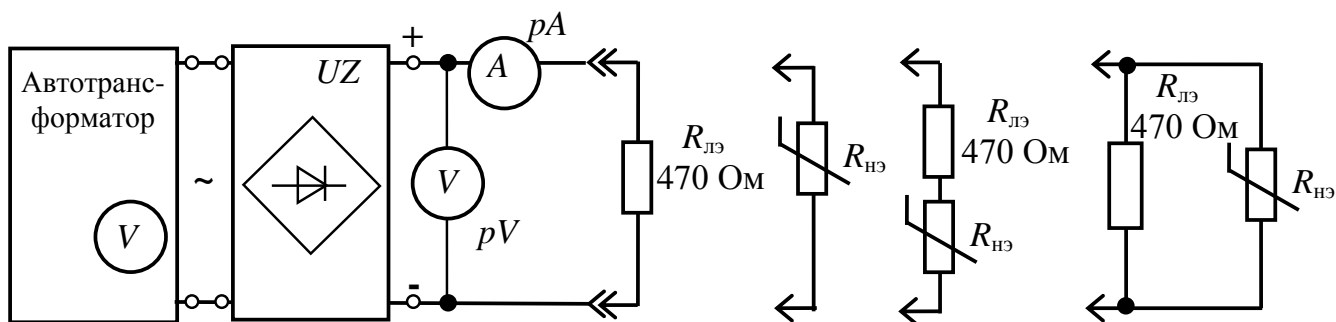 Автотранс-
форматор
V
~
UZ
+
-
pA
A
V
pV
Rлэ
470 Ом
Rнэ
Rлэ
470 Ом
Rнэ
Rлэ
470 Ом
Rнэ